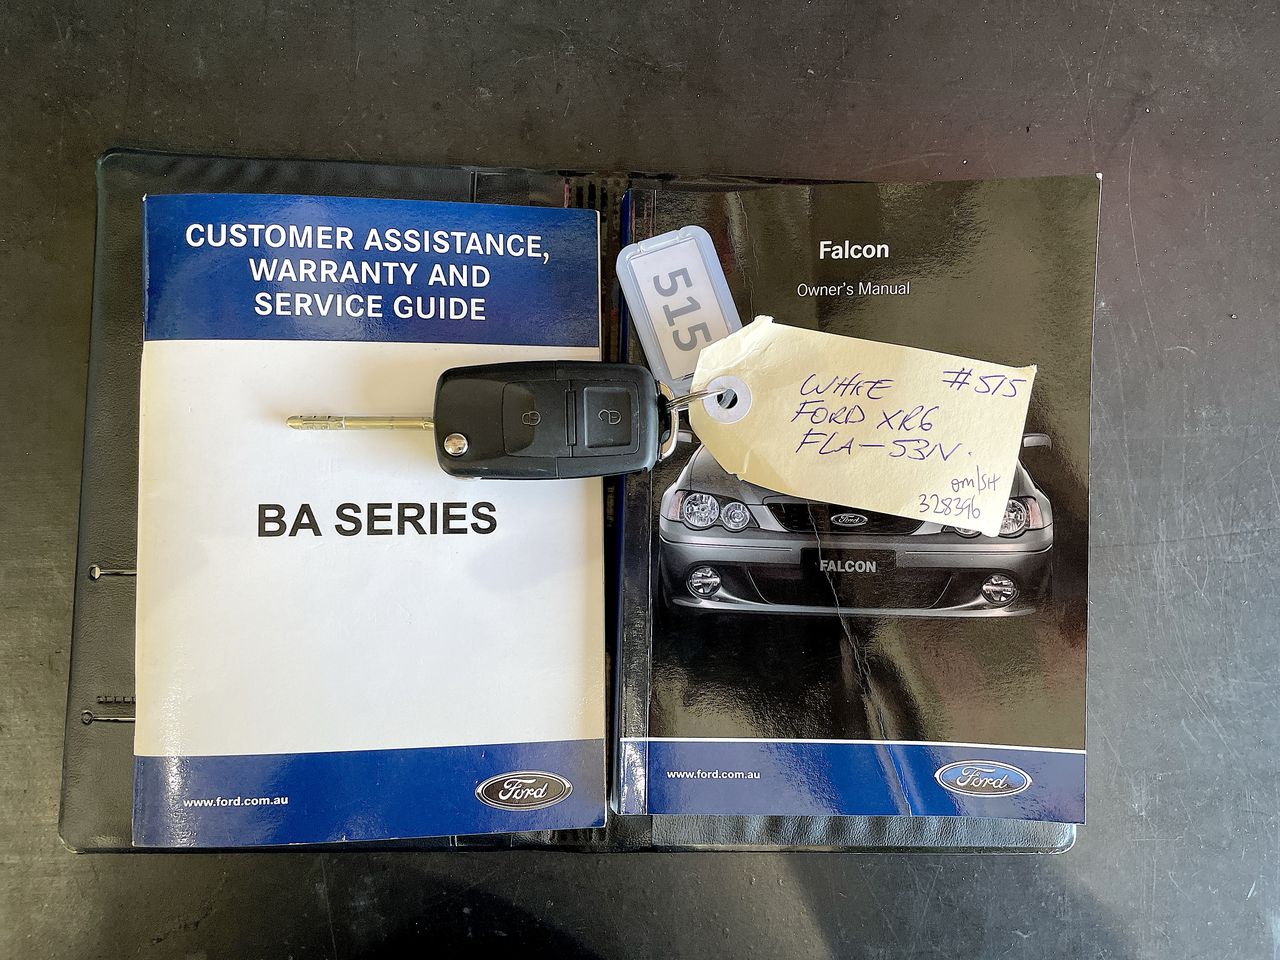 CUSTOMER ASSISTANCE,
WARRANTY AND
SERVICE GUIDE
BA SERIES
www.ford.com.au
Ford
Falcon
Owner's Manual
515
WHITE #515
FORD XR6
FLA-53N.
om/SH
328396
Ford
FALCON
www.ford.com.au
Ford